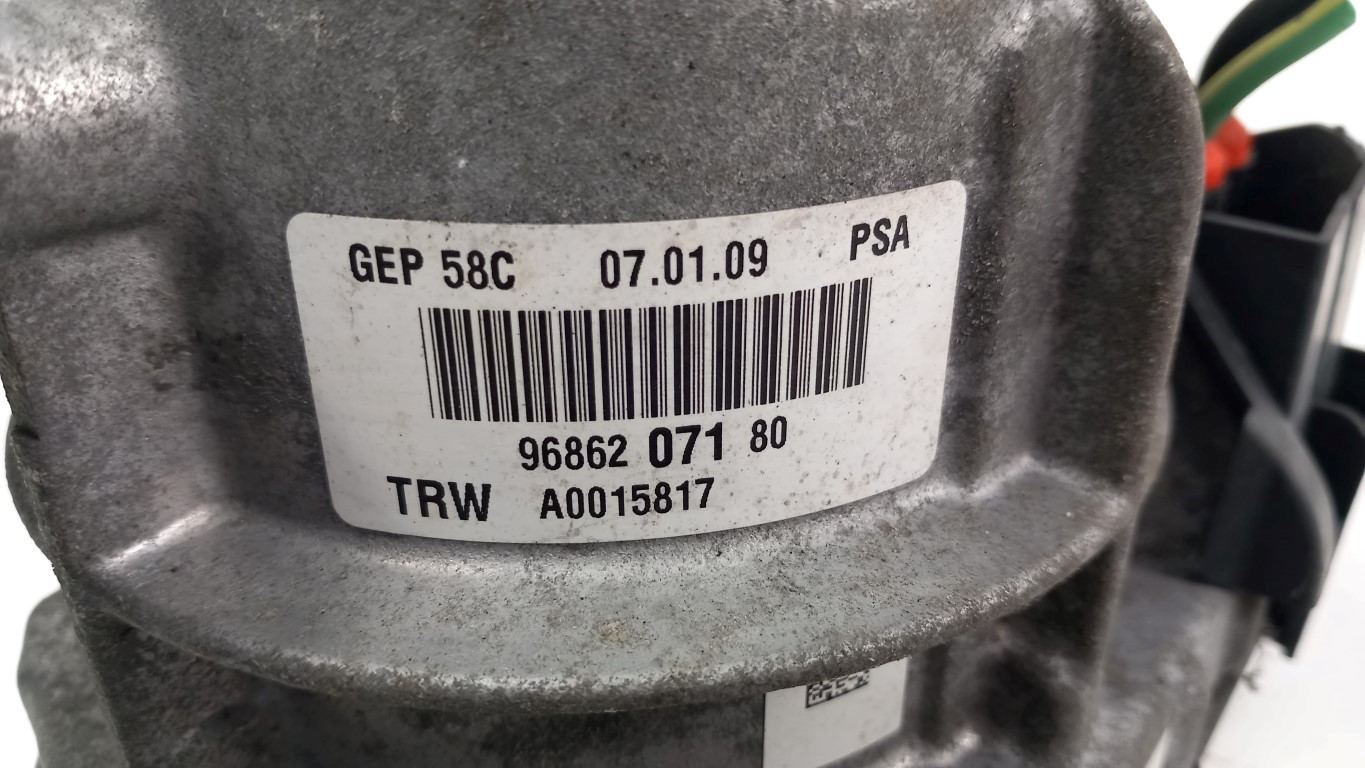 GEP 58C 07.01.09 PSA
96862 071 80
TRW A0015817